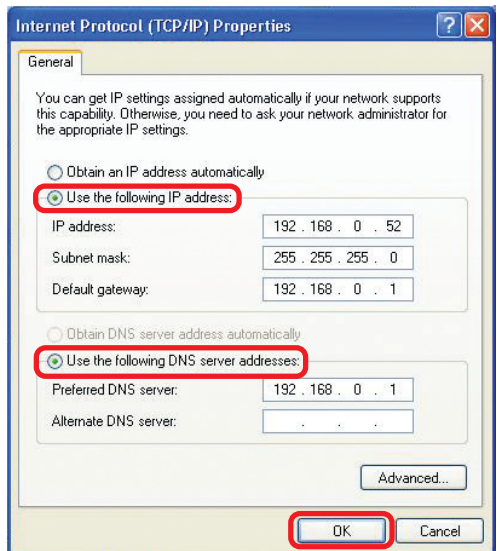 Internet Protocol (TCP/IP) Properties
General
You can get IP settings assigned automatically if your network supports
this capability. Otherwise, you need to ask your network administrator for
the appropriate IP settings.
Obtain an IP address automatically
Use the following IP address:
IP address: 192 . 168 . 0 . 52
Subnet mask: 255 . 255 . 255 . 0
Default gateway: 192 . 168 . 0 . 1
Obtain DNS server address automatically
Use the following DNS server addresses:
Preferred DNS server: 192 . 168 . 0 . 1
Alternate DNS server: . . .
Advanced...
OK Cancel